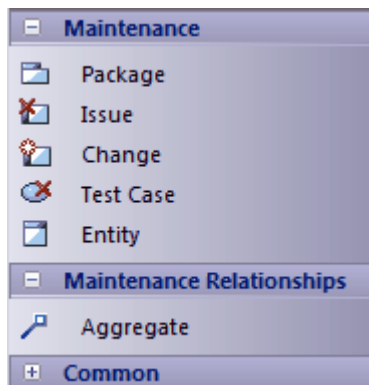 Maintenance
Package
Issue
Change
Test Case
Entity
Maintenance Relationships
Aggregate
Common